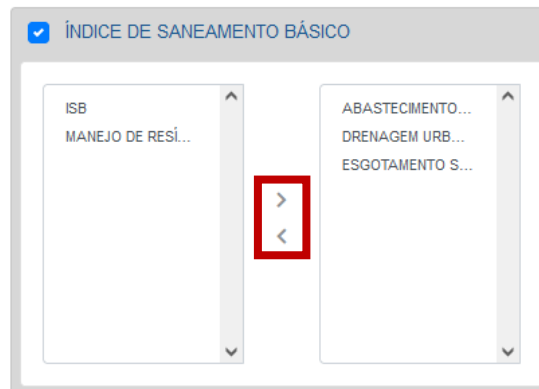 ÍNDICE DE SANEAMENTO BÁSICO
ISB
MANEJO DE RESÍ...
ABASTECIMENTO...
DRENAGEM URB...
ESGOTAMENTO S...